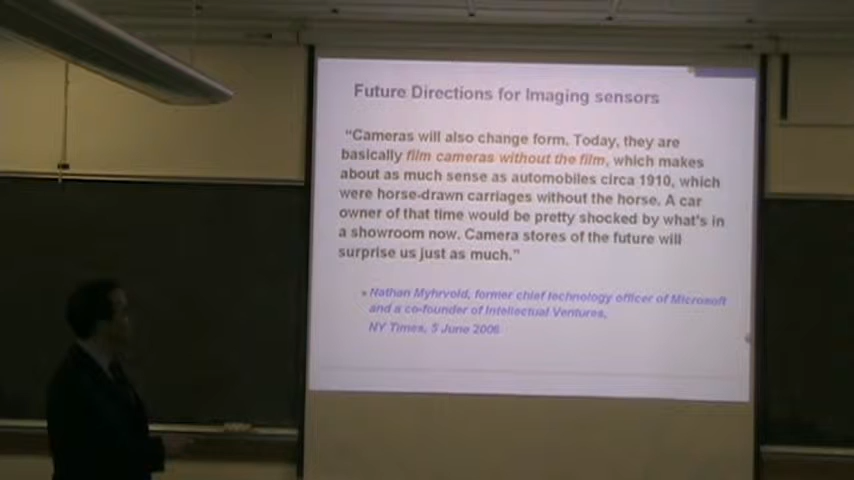 Future Directions for Imaging sensors
“Cameras will also change form. Today, they are
basically film cameras without the film, which makes
about as much sense as automobiles circa 1910, which
were horse-drawn carriages without the horse. A car
owner of that time would be pretty shocked by what's in
a showroom now. Camera stores of the future will
surprise us just as much.”
Nathan Myhrvold, former chief technology officer of Microsoft
and a co-founder of Intellectual Ventures,
NY Times, 5 June 2006